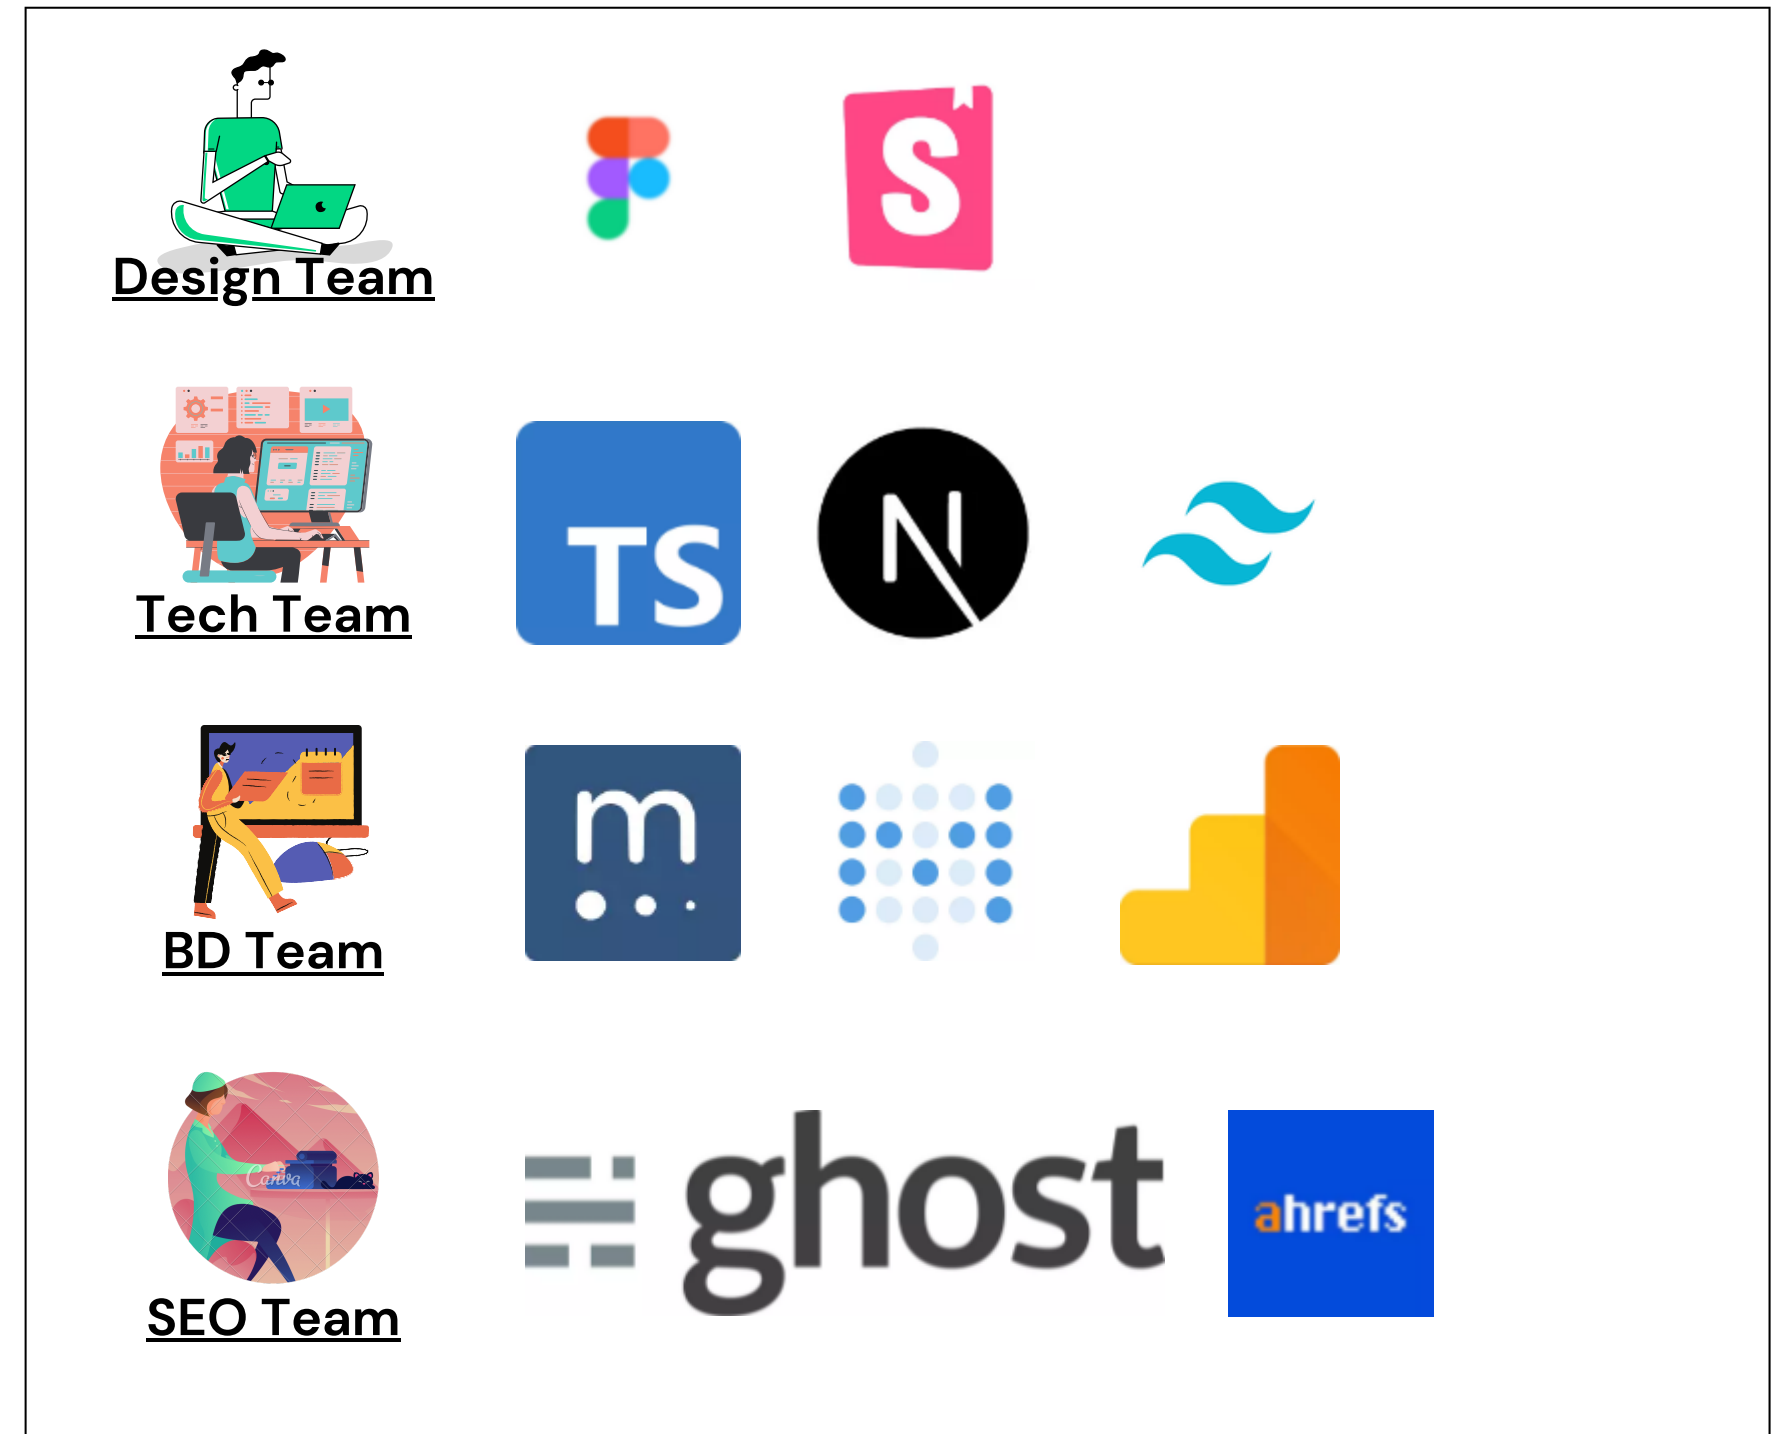 S
Design Team
TS
N
Tech Team
m
BD Team
Canva
ghost
ahrefs
SEO Team